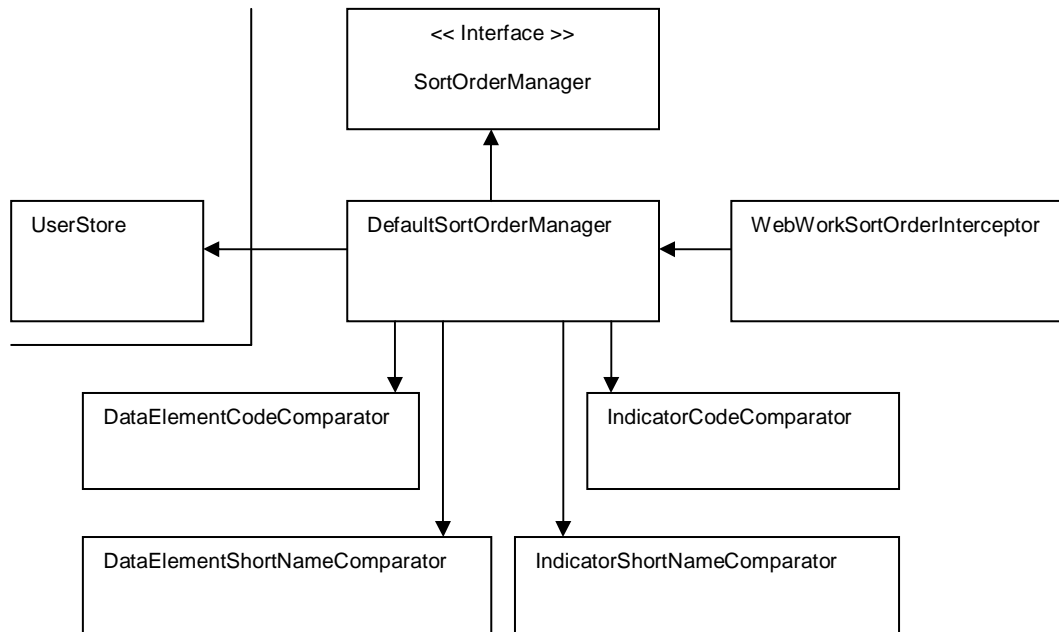 << Interface >>
SortOrderManager
UserStore
DefaultSortOrderManager
WebWorkSortOrderInterceptor
DataElementCodeComparator
IndicatorCodeComparator
DataElementShortNameComparator
IndicatorShortNameComparator